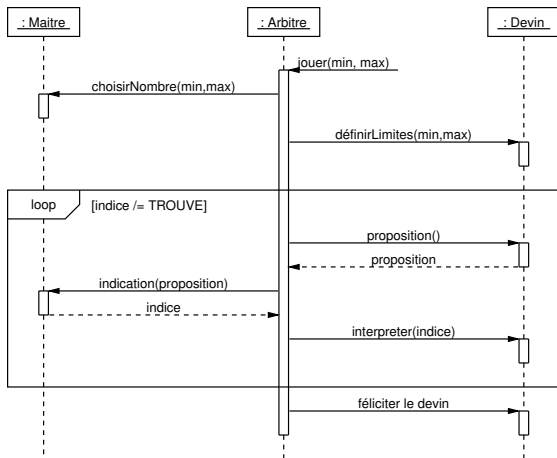 : Maitre
: Arbitre
: Devin
jouer(min, max)
choisirNombre(min,max)
définirLimites(min,max)
loop
[indice /= TROUVE]
proposition()
proposition
indication(proposition)
indice
interpreter(indice)
féliciter le devin